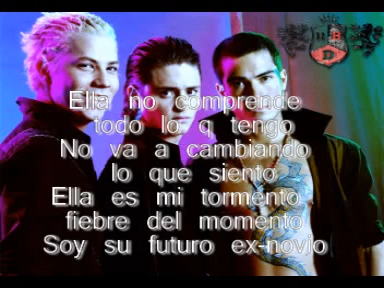 Ella no comprende
todo lo q tengo
No va a cambiando
lo que siento
Ella es mi tormento
fiebre del momento
Soy su futuro ex-novio